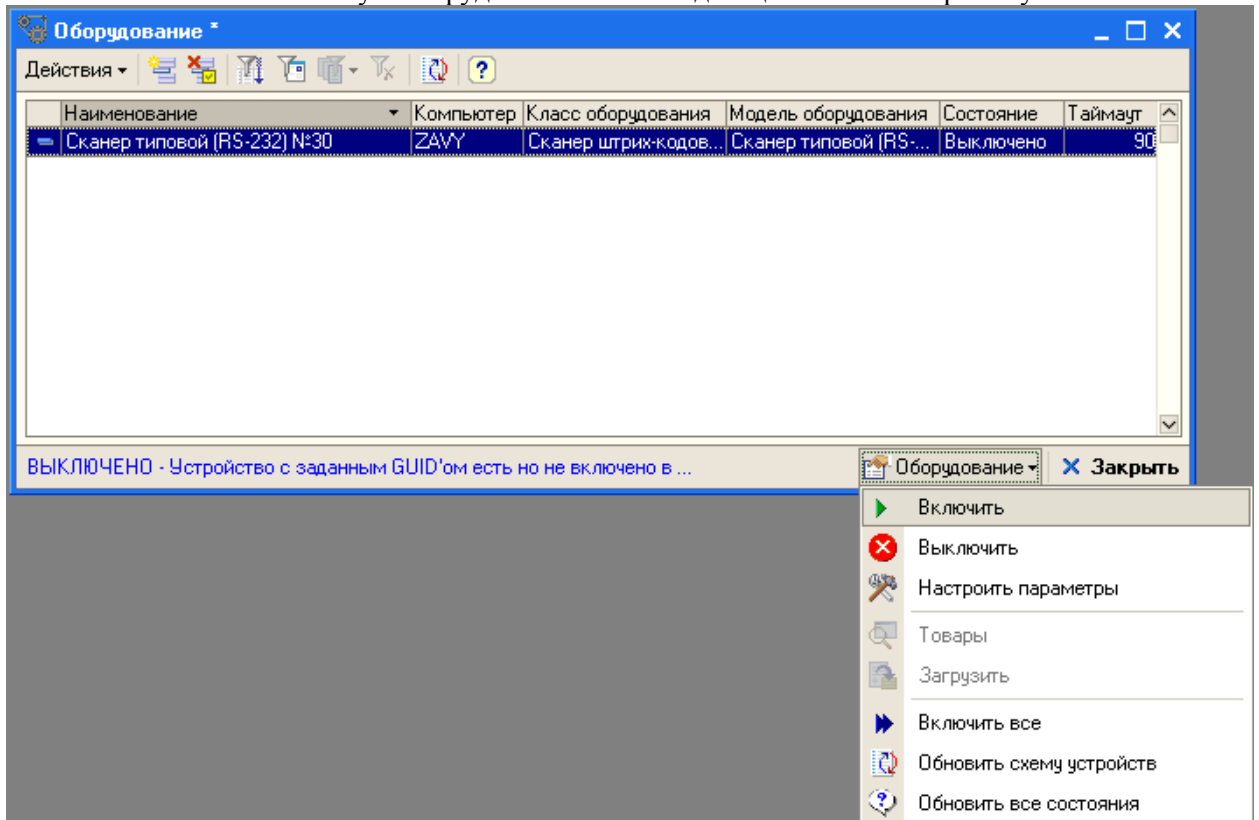 Оборудование *
Действия
Наименование Компьютер Класс оборудования Модель оборудования Состояние Таймаут
Сканер типовой (RS-232) №30 ZAVY Сканер штрих-кодов... Сканер типовой (RS-... Выключено 90
ВЫКЛЮЧЕНО - Устройство с заданным GUID'ом есть но не включено в ... Оборудование Закрыть
Включить
Выключить
Настроить параметры
Товары
Загрузить
Включить все
Обновить схему устройств
Обновить все состояния